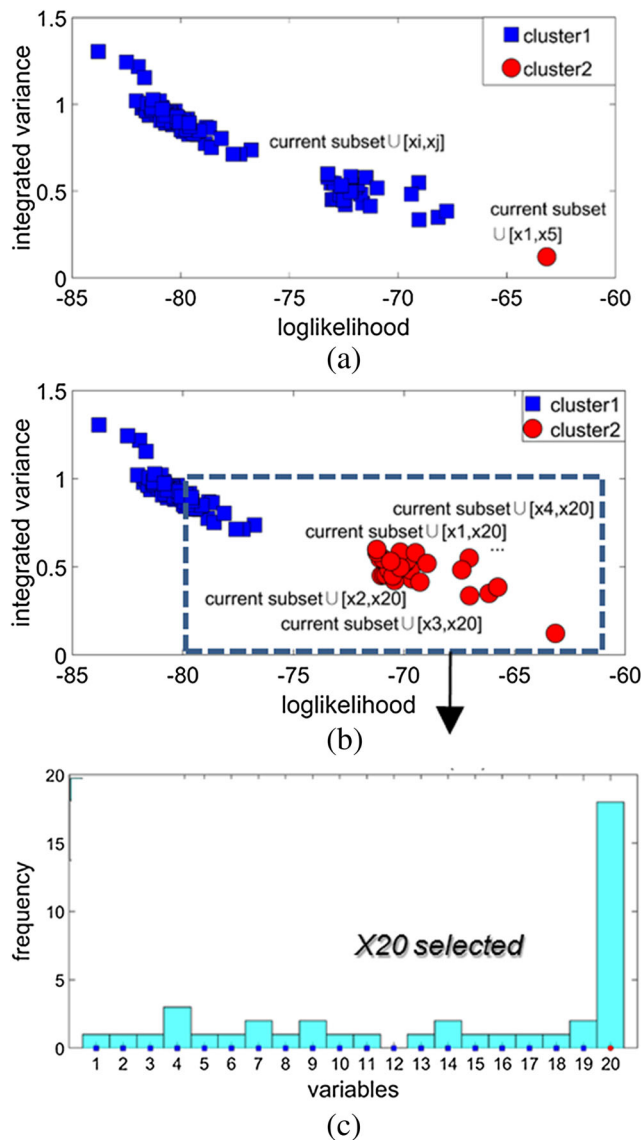 1.5
cluster1
cluster2
1
integrated variance
current subset∪[xi,xj]
0.5
current subset
∪[x1,x5]
0
-85 -80 -75 -70 -65 -60
loglikelihood
(a)
1.5
cluster1
cluster2
1
integrated variance
current subset∪[x4,x20]
current subset∪[x1,x20]
...
0.5
current subset∪[x2,x20]
current subset∪[x3,x20]
0
-85 -80 -75 -70 -65 -60
loglikelihood
(b)
20
15
frequency
10
X20 selected
5
0
1 2 3 4 5 6 7 8 9 10 11 12 13 14 15 16 17 18 19 20
variables
(c)